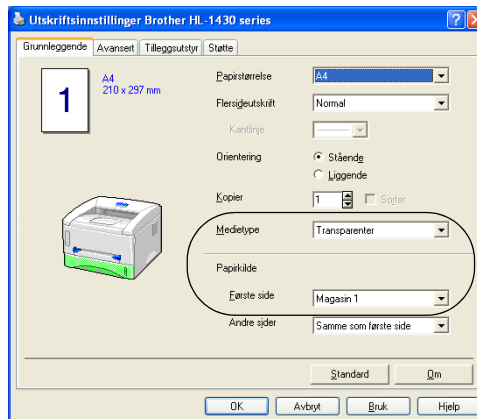 Utskriftsinnstillinger Brother HL-1430 series
Grunnleggende Avansert Tilleggsutstyr Støtte
1
A4
210 x 297 mm
Papirstørrelse A4
Flersideutskrift Normal
Kantlinje
Orientering Stående
Liggende
Kopier 1 Sorter
Medietype Transparenter
Papirkilde
Første side Magasin 1
Andre sider Samme som første side
Standard Om
OK Avbryt Bruk Hjelp